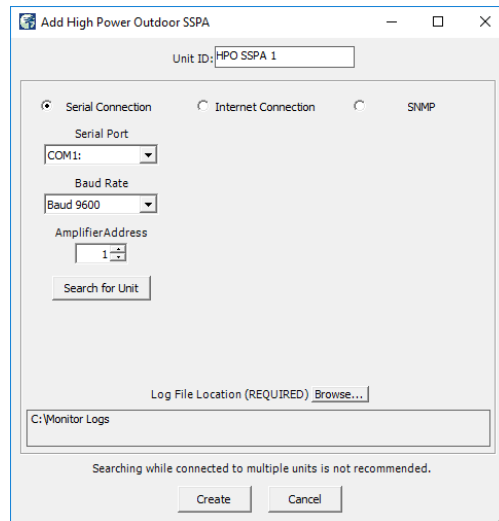 Add High Power Outdoor SSPA
Unit ID: HPO SSPA 1
Serial Connection Internet Connection SNMP
Serial Port
COM1:
Baud Rate
Baud 9600
AmplifierAddress
1
Search for Unit
Log File Location (REQUIRED) Browse...
C:\Monitor Logs
Searching while connected to multiple units is not recommended.
Create Cancel